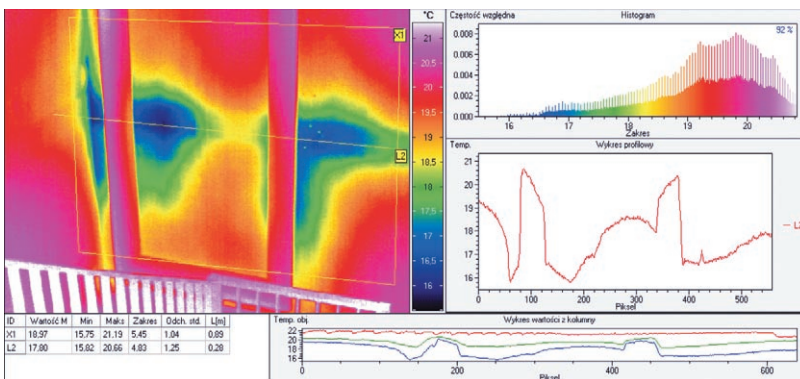 X1
L2
°C
21
20,5
20
19,5
19
18,5
18
17,5
17
16,5
16
Częstość względna Histogram
92 %
0.008
0.006
0.004
0.002
0.000
16 17 18 19 20
Zakres
Temp. Wykres profilowy
21
20
19
18
17
16
0 100 200 300 400 500
Piksel
ID Wartość M Min Maks Zakres Odch. std. L[m]
X1 18,97 15,75 21,19 5,45 1,04 0,89
L2 17,80 15,82 20,66 4,83 1,25 0,28
Temp. obj. Wykres wartości z kolumny
22
20
18
16
0 200 400 600
Piksel